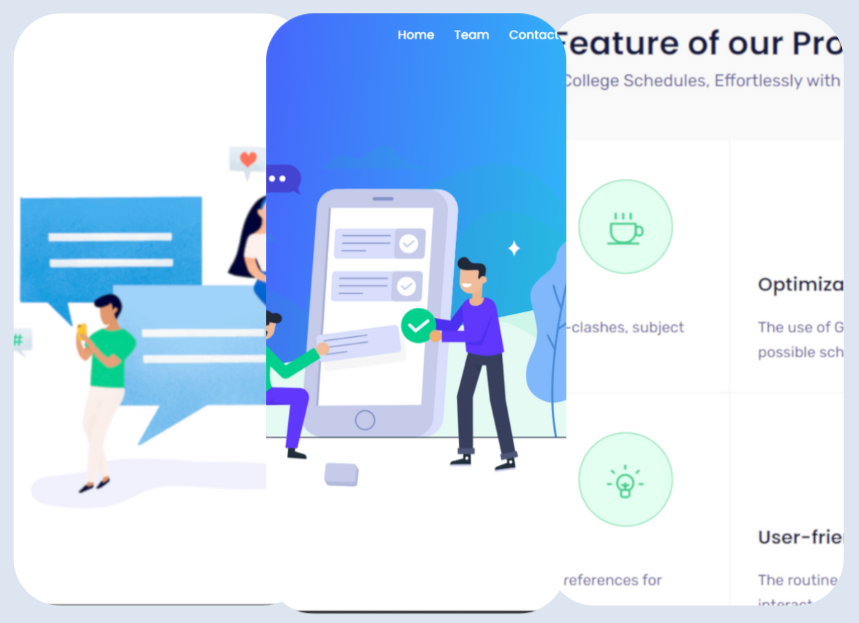 Home Team Contact
Feature of our Pro
College Schedules, Effortlessly with
#
Optimiza
-clashes, subject
The use of G
possible sch
User-frie
references for
The routine
interact